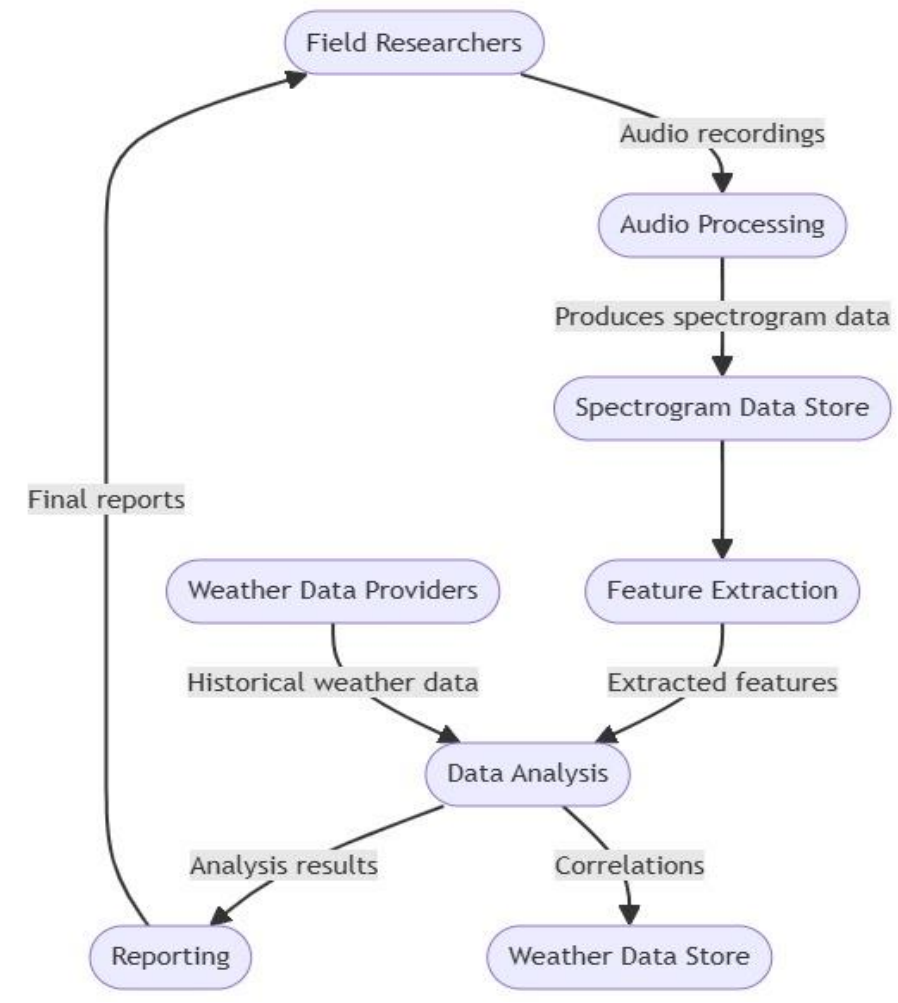 Field Researchers
Audio recordings
Audio Processing
Produces spectrogram data
Spectrogram Data Store
Final reports
Weather Data Providers
Feature Extraction
Historical weather data
Extracted features
Data Analysis
Analysis results
Correlations
Reporting
Weather Data Store